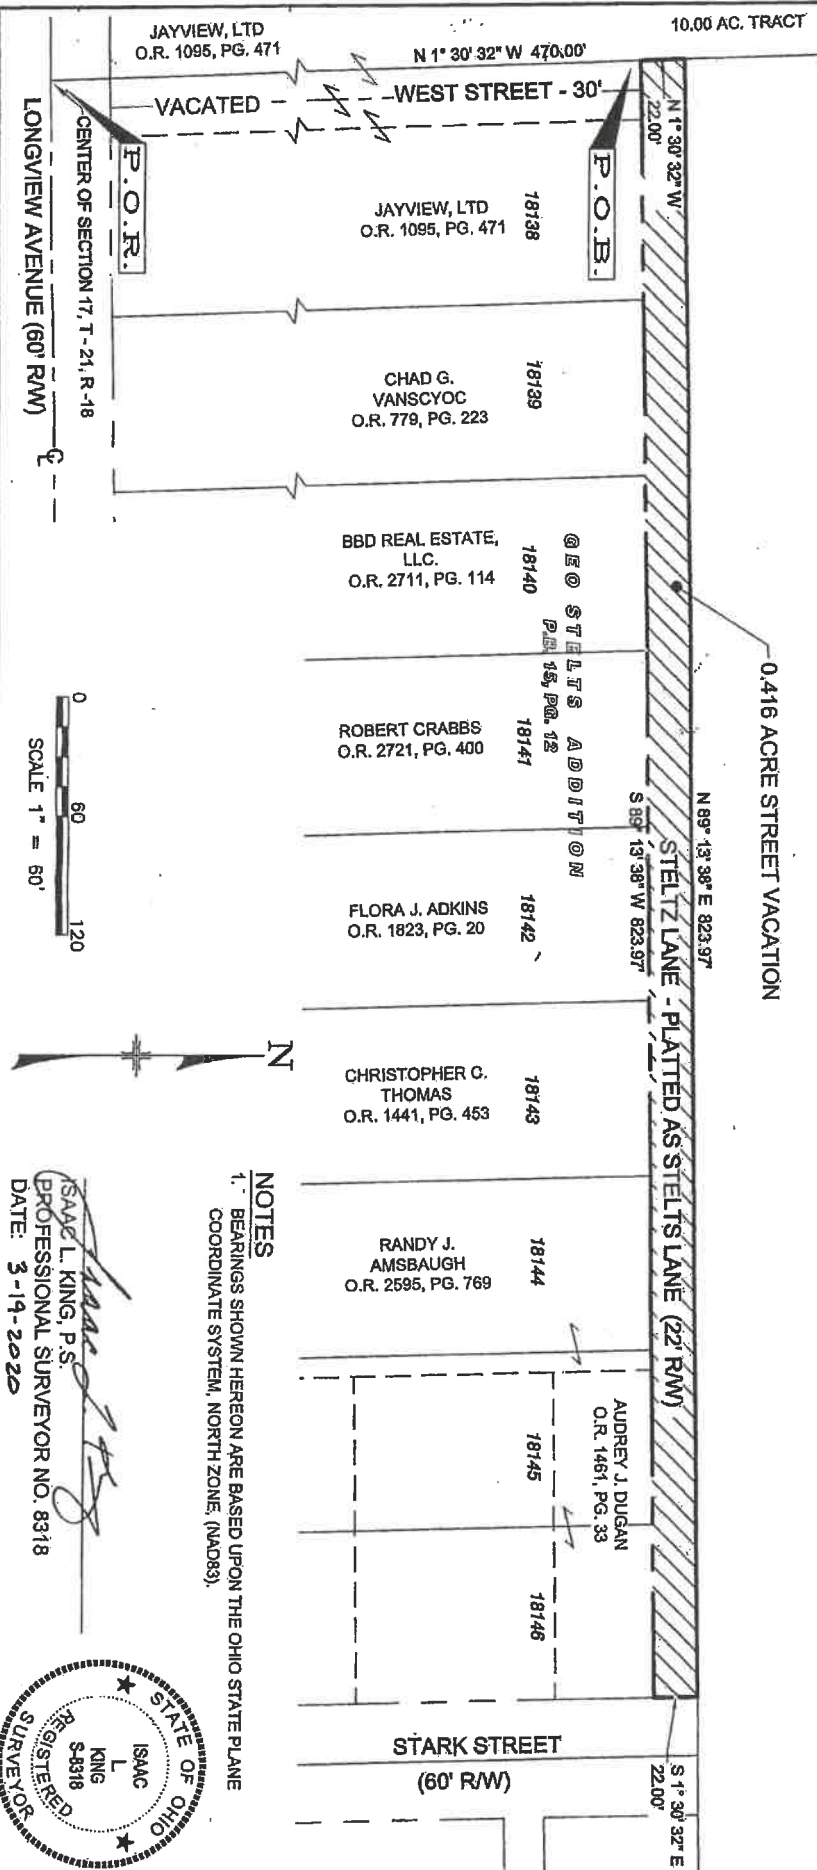 10.00 AC. TRACT
JAYVIEW, LTD
O.R. 1095, PG. 471
N 1° 30' 32" W 470.00'
VACATED
WEST STREET - 30'
N 1° 30' 32" W
22.00'
P.O.B.
P.O.R.
CENTER OF SECTION 17, T - 21, R -18
LONGVIEW AVENUE (60' R/W)
CL
JAYVIEW, LTD
O.R. 1095, PG. 471
18138
CHAD G.
VANSCYOC
O.R. 779, PG. 223
18139
BBD REAL ESTATE,
LLC.
O.R. 2711, PG. 114
18140
GEO STELTS ADDITION
P.B. 15, PG. 12
ROBERT CRABBS
O.R. 2721, PG. 400
18141
FLORA J. ADKINS
O.R. 1823, PG. 20
18142
CHRISTOPHER C.
THOMAS
O.R. 1441, PG. 453
18143
RANDY J.
AMSBAUGH
O.R. 2595, PG. 769
18144
AUDREY J. DUGAN
O.R. 1461, PG. 33
18145
18146
0.416 ACRE STREET VACATION
N 89° 13' 38" E 823.97'
STELTZ LANE - PLATTED AS STELTS LANE (22' R/W)
S 89° 13' 38" W 823.97'
STARK STREET
(60' R/W)
S 1° 30' 32" E
22.00'
0 60 120
SCALE 1" = 60'
N
NOTES
1. BEARINGS SHOWN HEREON ARE BASED UPON THE OHIO STATE PLANE
COORDINATE SYSTEM, NORTH ZONE, (NAD83).
Isaac L. King
ISAAC L. KING, P.S.
PROFESSIONAL SURVEYOR NO. 8318
DATE: 3-19-2020
STATE OF OHIO
ISAAC
L
KING
S-8318
REGISTERED
SURVEYOR